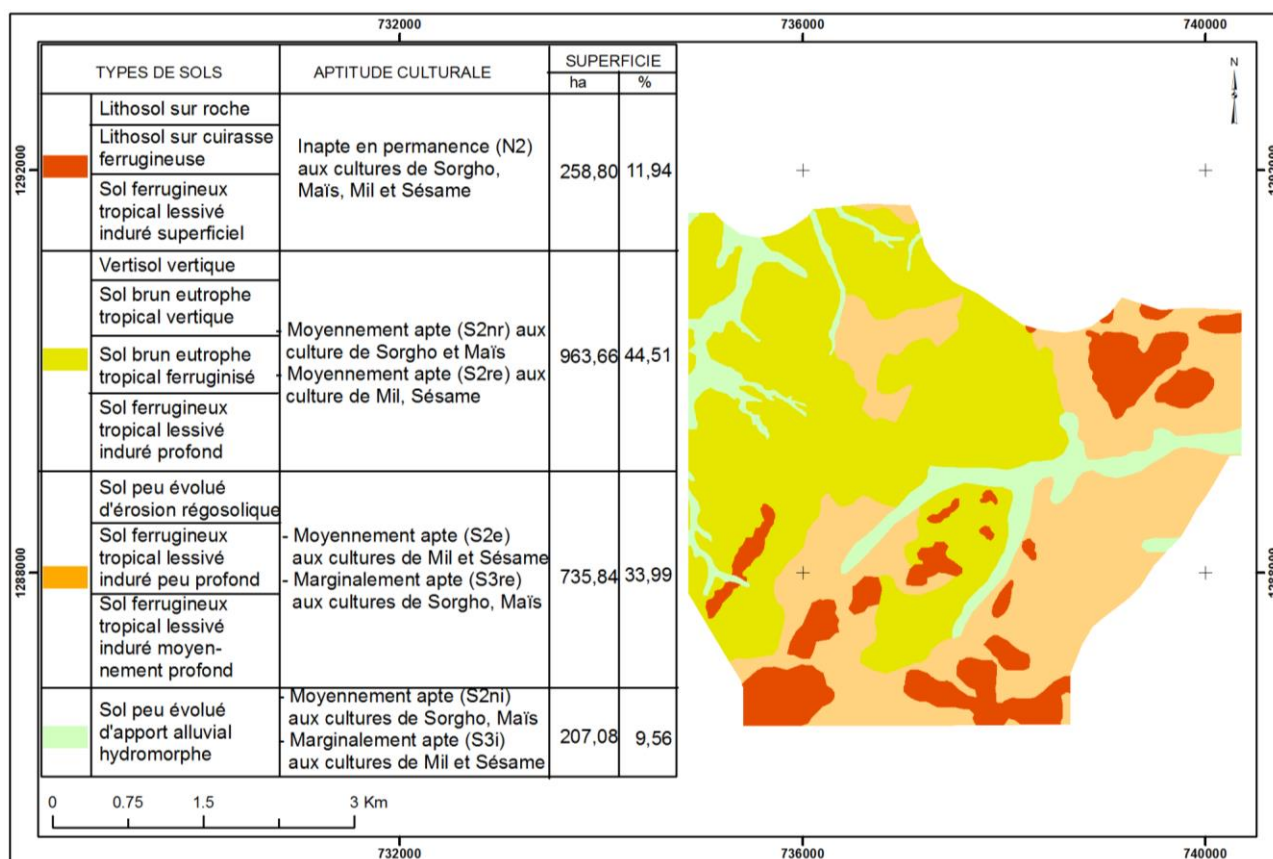 732000 736000 740000
N
TYPES DE SOLS APTITUDE CULTURALE SUPERFICIE
ha %
Lithosol sur roche
Lithosol sur cuirasse
ferrugineuse
Sol ferrugineux
tropical lessivé
induré superficiel
Inapte en permanence (N2)
aux cultures de Sorgho,
Maïs, Mil et Sésame
258,80 11,94
Vertisol vertique
Sol brun eutrophe
tropical vertique
Sol brun eutrophe
tropical ferruginisé
Sol ferrugineux
tropical lessivé
induré profond
- Moyennement apte (S2nr) aux
culture de Sorgho et Maïs
- Moyennement apte (S2re) aux
culture de Mil, Sésame
963,66 44,51
Sol peu évolué
d'érosion régosolique
Sol ferrugineux
tropical lessivé
induré peu profond
Sol ferrugineux
tropical lessivé
induré moyen-
nement profond
- Moyennement apte (S2e)
aux cultures de Mil et Sésame
- Marginalement apte (S3re)
aux cultures de Sorgho, Maïs
735,84 33,99
Sol peu évolué
d'apport alluvial
hydromorphe
- Moyennement apte (S2ni)
aux cultures de Sorgho, Maïs
- Marginalement apte (S3i)
aux cultures de Mil et Sésame
207,08 9,56
0 0.75 1.5 3 Km
1292000
1288000
1292000
1288000
732000 736000 740000